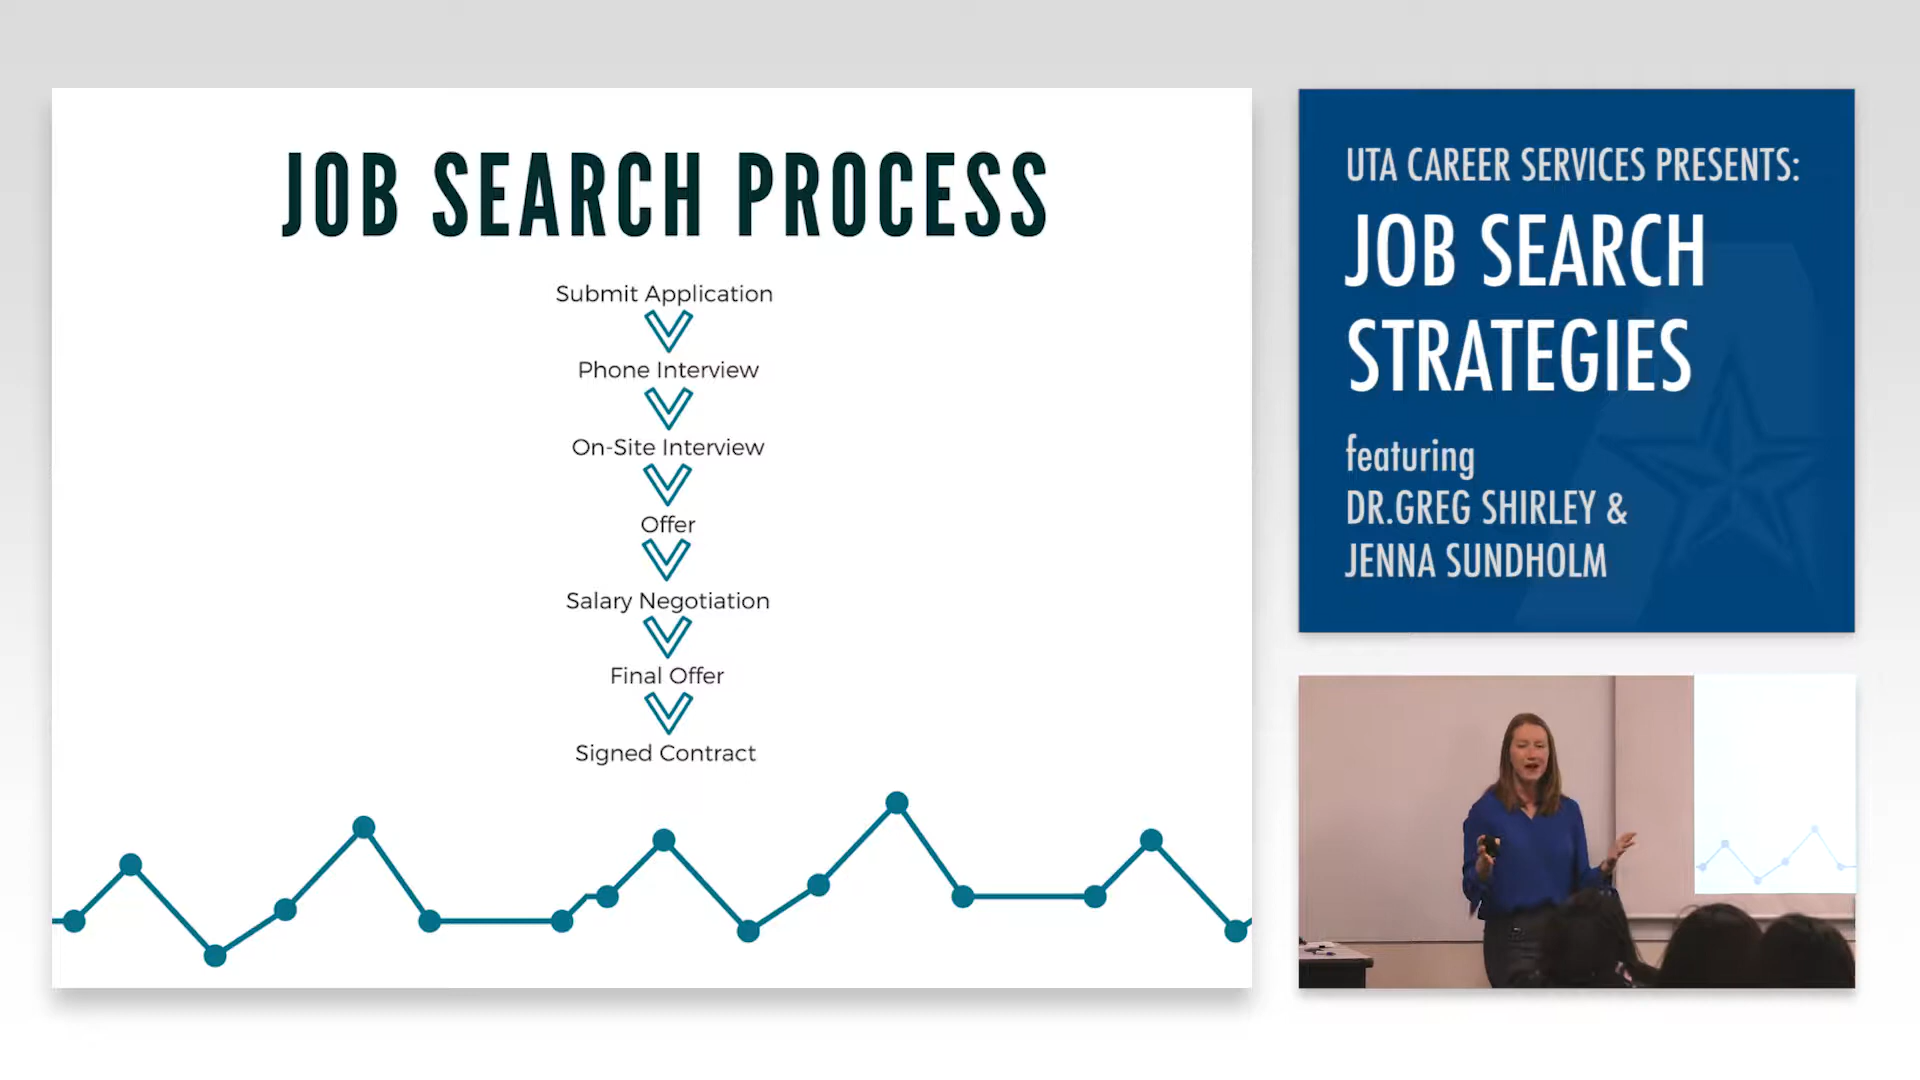 JOB SEARCH PROCESS
Submit Application
Phone Interview
On-Site Interview
Offer
Salary Negotiation
Final Offer
Signed Contract
UTA CAREER SERVICES PRESENTS:
JOB SEARCH
STRATEGIES
featuring
DR.GREG SHIRLEY &
JENNA SUNDHOLM